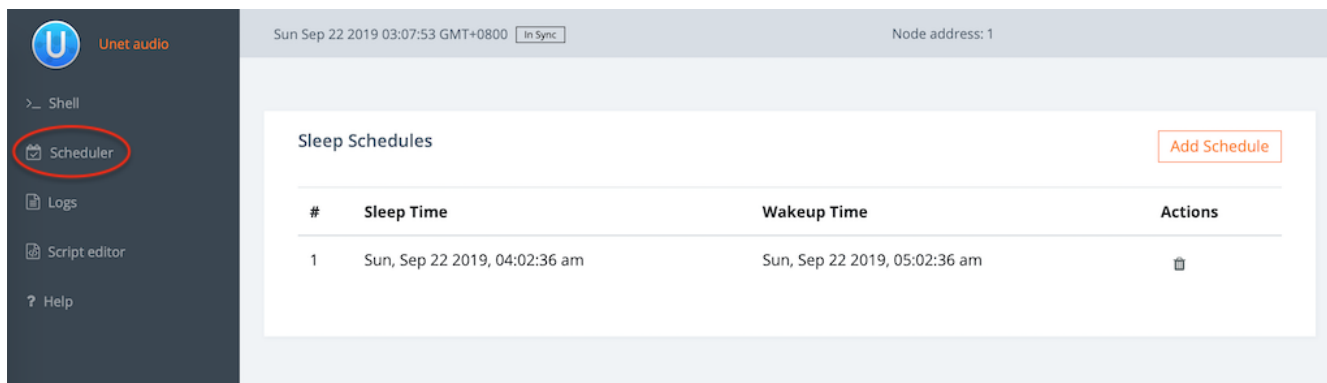 U
Unet audio
>_ Shell
Scheduler
Logs
Script editor
? Help
Sun Sep 22 2019 03:07:53 GMT+0800 In Sync
Node address: 1
Sleep Schedules
Add Schedule
# Sleep Time Wakeup Time Actions
1 Sun, Sep 22 2019, 04:02:36 am Sun, Sep 22 2019, 05:02:36 am